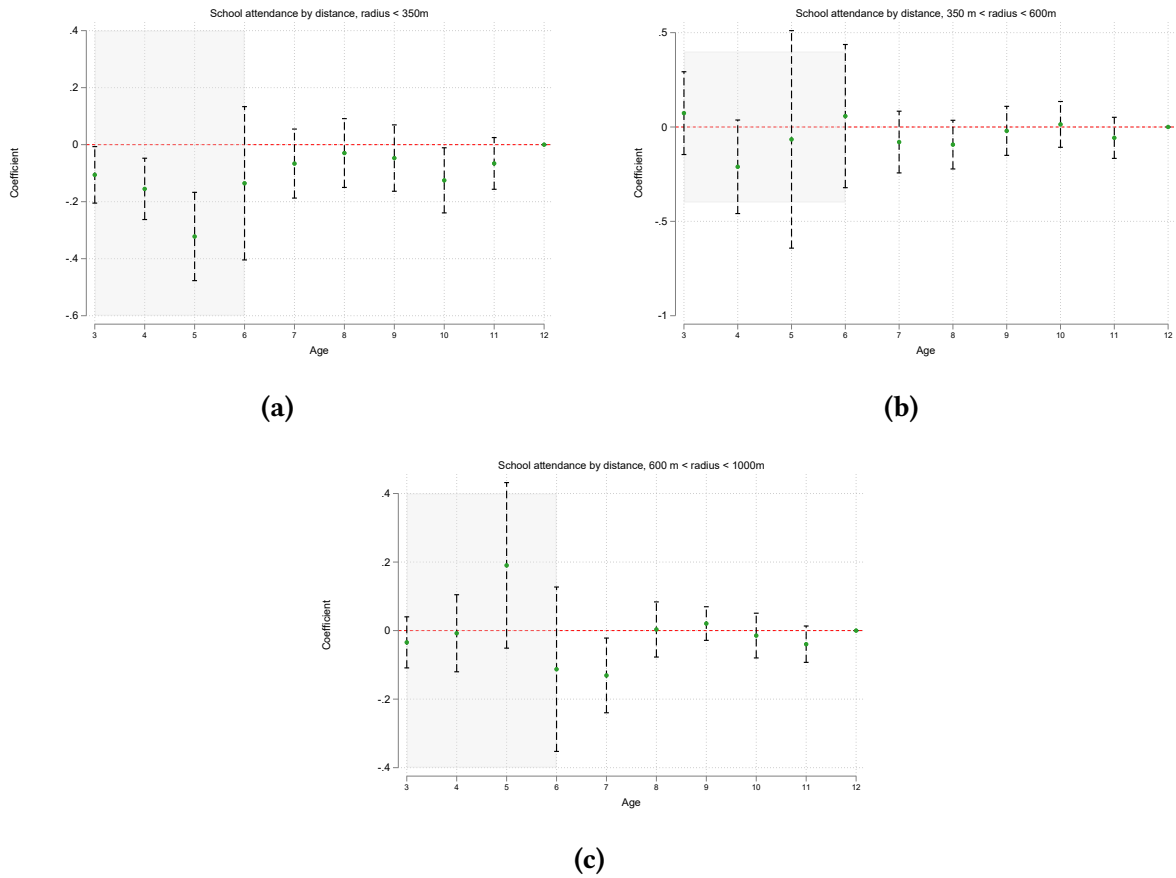 School attendance by distance, radius < 350m
.4
.2
0
-.2
-.4
-.6
Coefficient
3 4 5 6 7 8 9 10 11 12
Age
(a)
School attendance by distance, 350 m < radius < 600m
.5
0
-.5
-1
Coefficient
3 4 5 6 7 8 9 10 11 12
Age
(b)
School attendance by distance, 600 m < radius < 1000m
.4
.2
0
-.2
-.4
Coefficient
3 4 5 6 7 8 9 10 11 12
Age
(c)